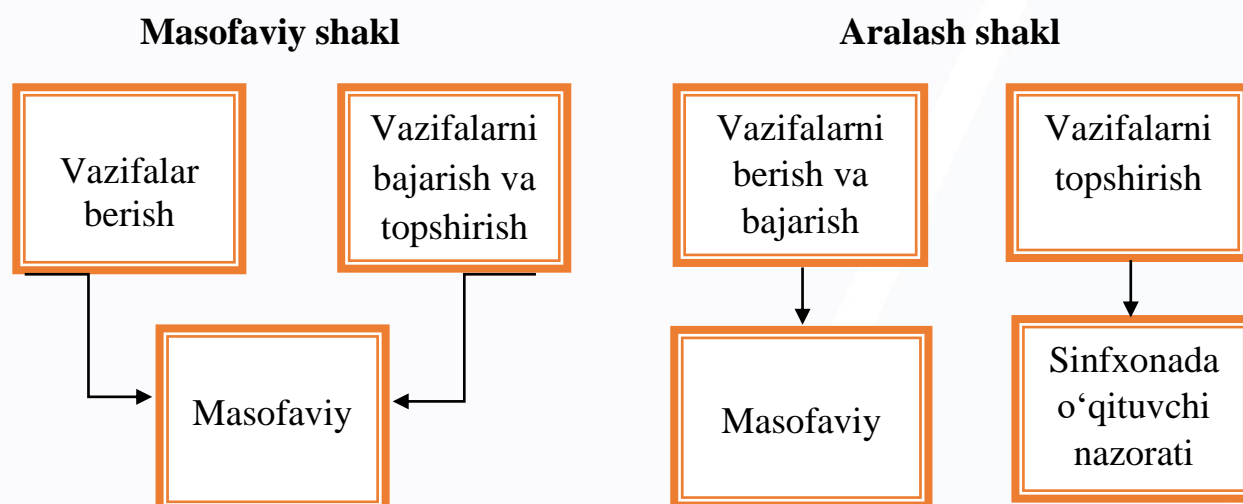 Masofaviy shakl
Aralash shakl
Vazifalar
berish
Vazifalarni
bajarish va
topshirish
Vazifalarni
berish va
bajarish
Vazifalarni
topshirish
Masofaviy
Masofaviy
Sinfxonada
o‘qituvchi
nazorati